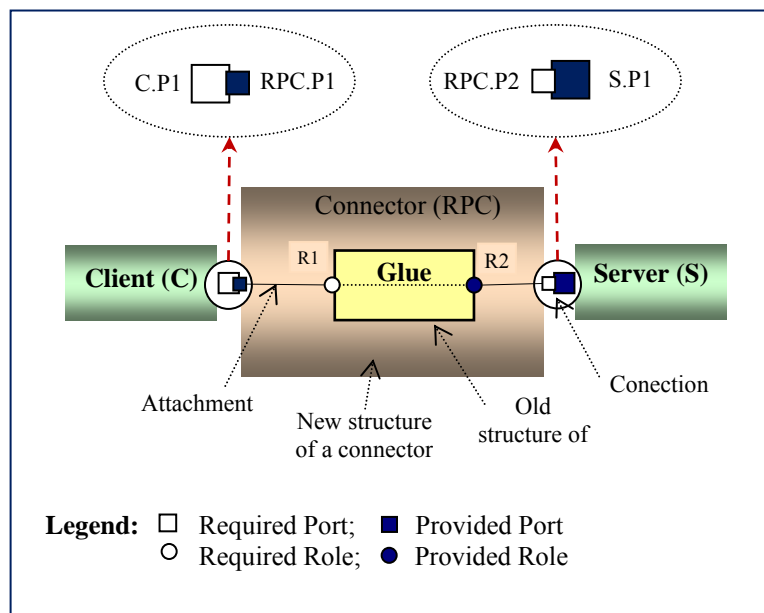 C.P1 RPC.P1
RPC.P2 S.P1
Connector (RPC)
R1 Glue R2
Client (C)
Server (S)
Attachment
New structure
of a connector
Old
structure of
Conection
Legend: Required Port; Provided Port
Required Role; Provided Role